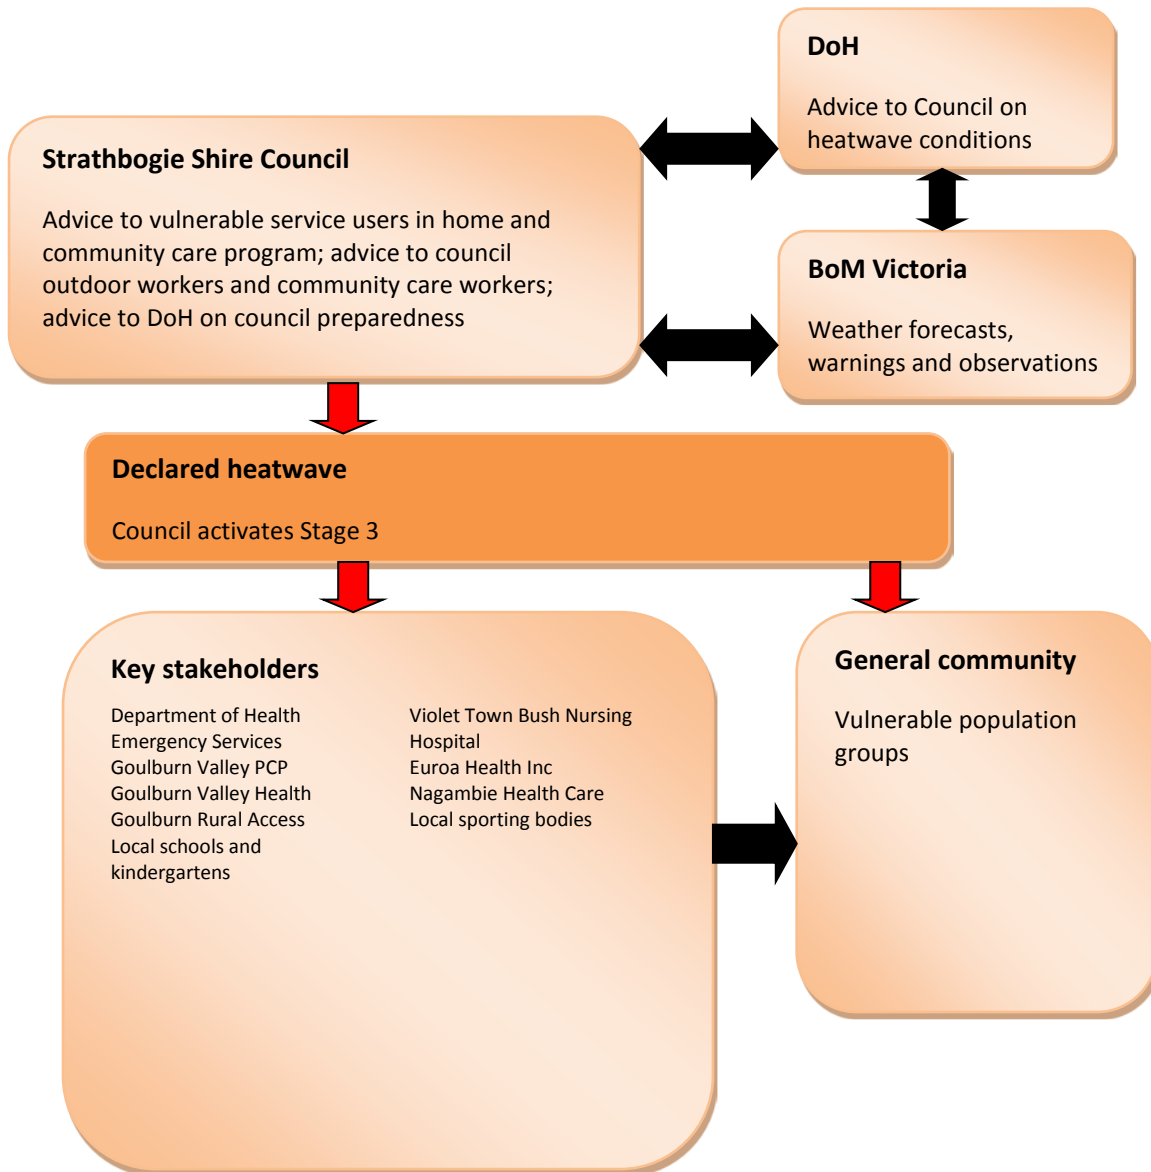 DoH
Advice to Council on
heatwave conditions
Strathbogie Shire Council
Advice to vulnerable service users in home and
community care program; advice to council
outdoor workers and community care workers;
advice to DoH on council preparedness
BoM Victoria
Weather forecasts,
warnings and observations
Declared heatwave
Council activates Stage 3
Key stakeholders
Department of Health
Emergency Services
Goulburn Valley PCP
Goulburn Valley Health
Goulburn Rural Access
Local schools and
kindergartens
Violet Town Bush Nursing
Hospital
Euroa Health Inc
Nagambie Health Care
Local sporting bodies
General community
Vulnerable population
groups